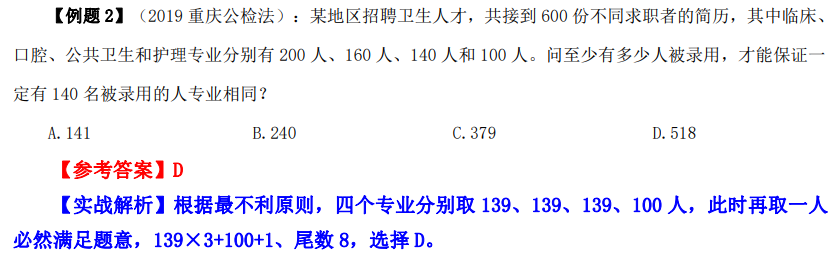 【例题 2】（2019 重庆公检法）：某地区招聘卫生人才，共接到 600 份不同求职者的简历，其中临床、
口腔、公共卫生和护理专业分别有 200 人、160 人、140 人和 100 人。问至少有多少人被录用，才能保证一
定有 140 名被录用的人专业相同？
A.141 B.240 C.379 D.518
【参考答案】D
【实战解析】根据最不利原则，四个专业分别取 139、139、139、100 人，此时再取一人
必然满足题意，139×3+100+1、尾数 8，选择 D。